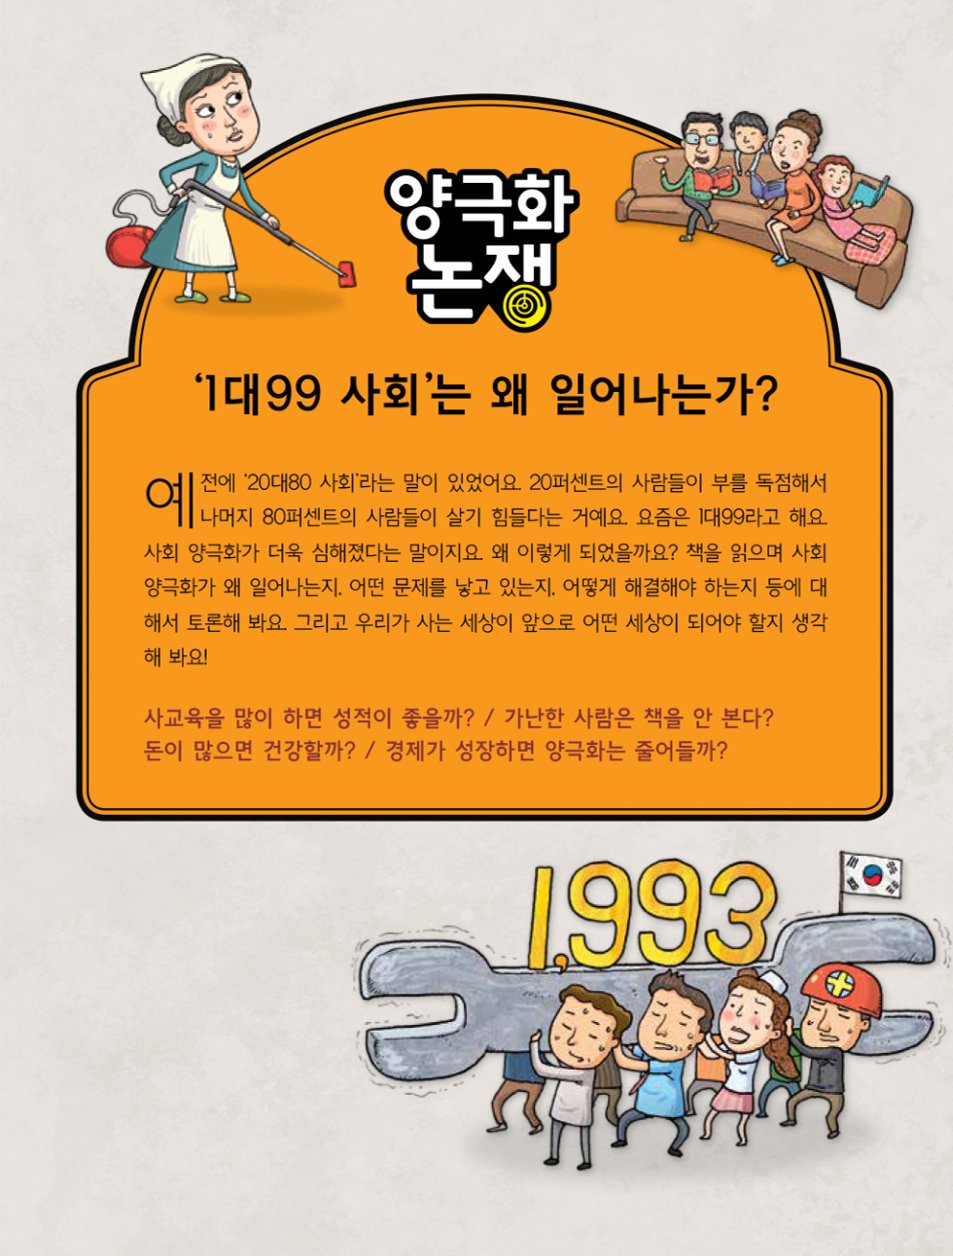 양극화
논쟁
‘1대99 사회’는 왜 일어나는가?
예전에 ‘20대80 사회’라는 말이 있었어요. 20퍼센트의 사람들이 부를 독점해서
나머지 80퍼센트의 사람들이 살기 힘들다는 거예요. 요즘은 1대99라고 해요.
사회 양극화가 더욱 심해졌다는 말이지요. 왜 이렇게 되었을까요? 책을 읽으며 사회
양극화가 왜 일어나는지, 어떤 문제를 낳고 있는지, 어떻게 해결해야 하는지 등에 대
해서 토론해 봐요. 그리고 우리가 사는 세상이 앞으로 어떤 세상이 되어야 할지 생각
해 봐요!
사교육을 많이 하면 성적이 좋을까? / 가난한 사람은 책을 안 본다?
돈이 많으면 건강할까? / 경제가 성장하면 양극화는 줄어들까?
1,993